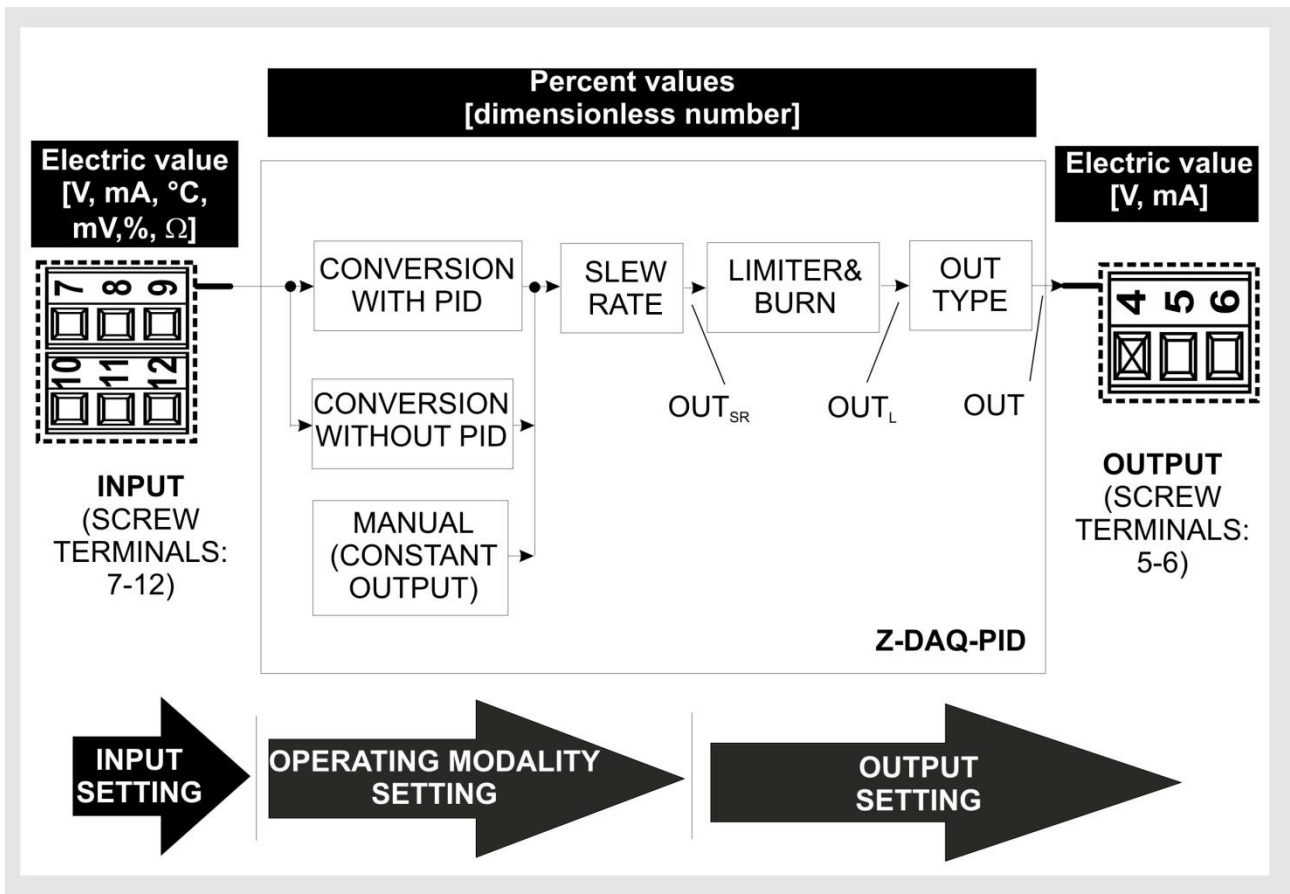 Percent values
[dimensionless number]
Electric value
[V, mA, °C,
mV,%, Ω]
Electric value
[V, mA]
7 8 9
10 11 12
CONVERSION
WITH PID
SLEW
RATE
LIMITER&
BURN
OUT
TYPE
4 5 6
CONVERSION
WITHOUT PID
OUTSR
OUTL
OUT
MANUAL
(CONSTANT
OUTPUT)
INPUT
(SCREW
TERMINALS:
7-12)
OUTPUT
(SCREW
TERMINALS:
5-6)
Z-DAQ-PID
INPUT
SETTING
OPERATING MODALITY
SETTING
OUTPUT
SETTING